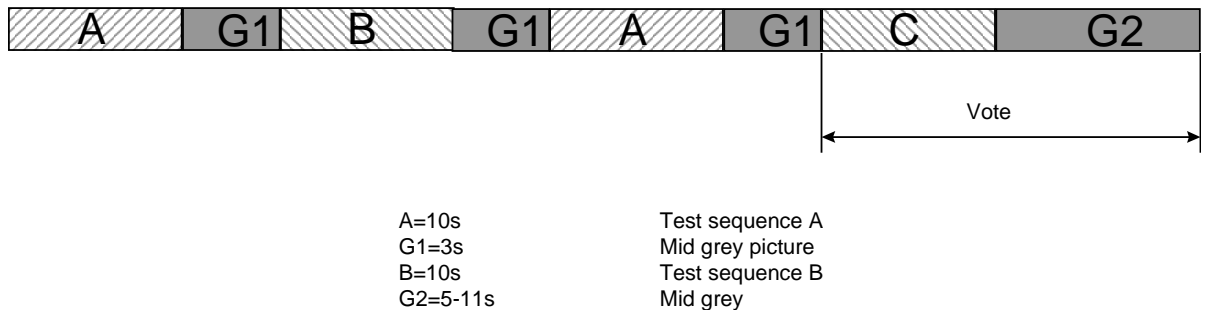 A G1 B G1 A G1 C G2
Vote
A=10s Test sequence A
G1=3s Mid grey picture
B=10s Test sequence B
G2=5-11s Mid grey